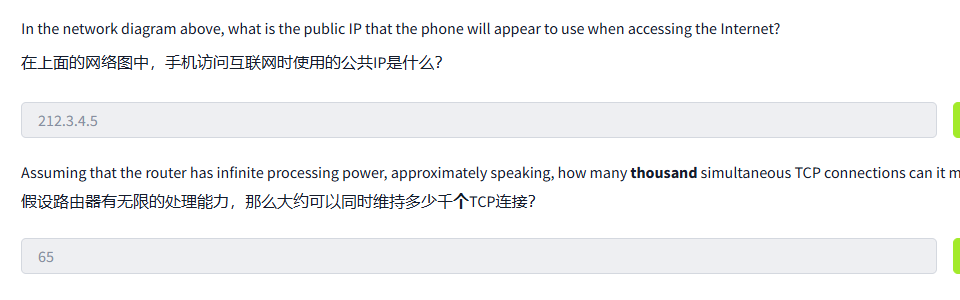 In the network diagram above, what is the public IP that the phone will appear to use when accessing the Internet?
在上面的网络图中，手机访问互联网时使用的公共IP是什么？
212.3.4.5
Assuming that the router has infinite processing power, approximately speaking, how many thousand simultaneous TCP connections can it m
假设路由器有无限的处理能力，那么大约可以同时维持多少千个TCP连接？
65